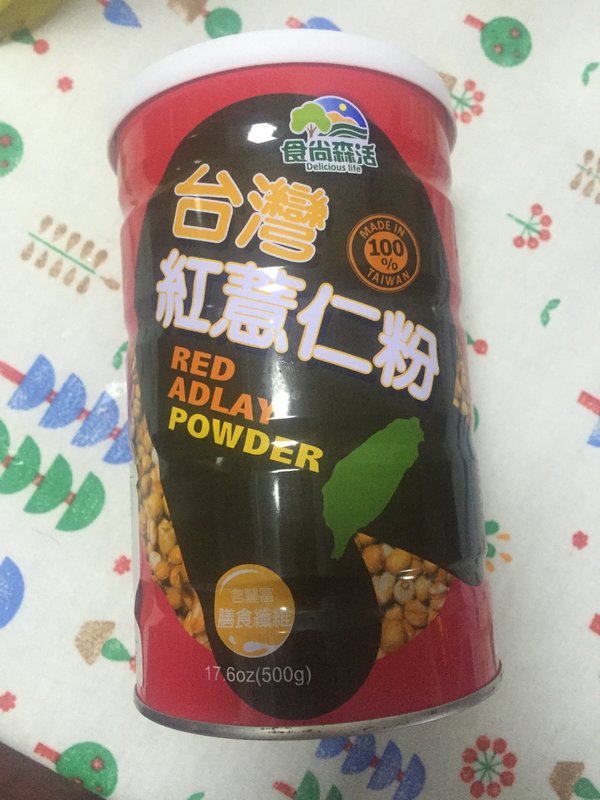 食尚森活
Delicious life
台灣
紅薏仁粉
MADE IN
100%
TAIWAN
RED
ADLAY
POWDER
含豐富
膳食纖維
17.6oz(500g)